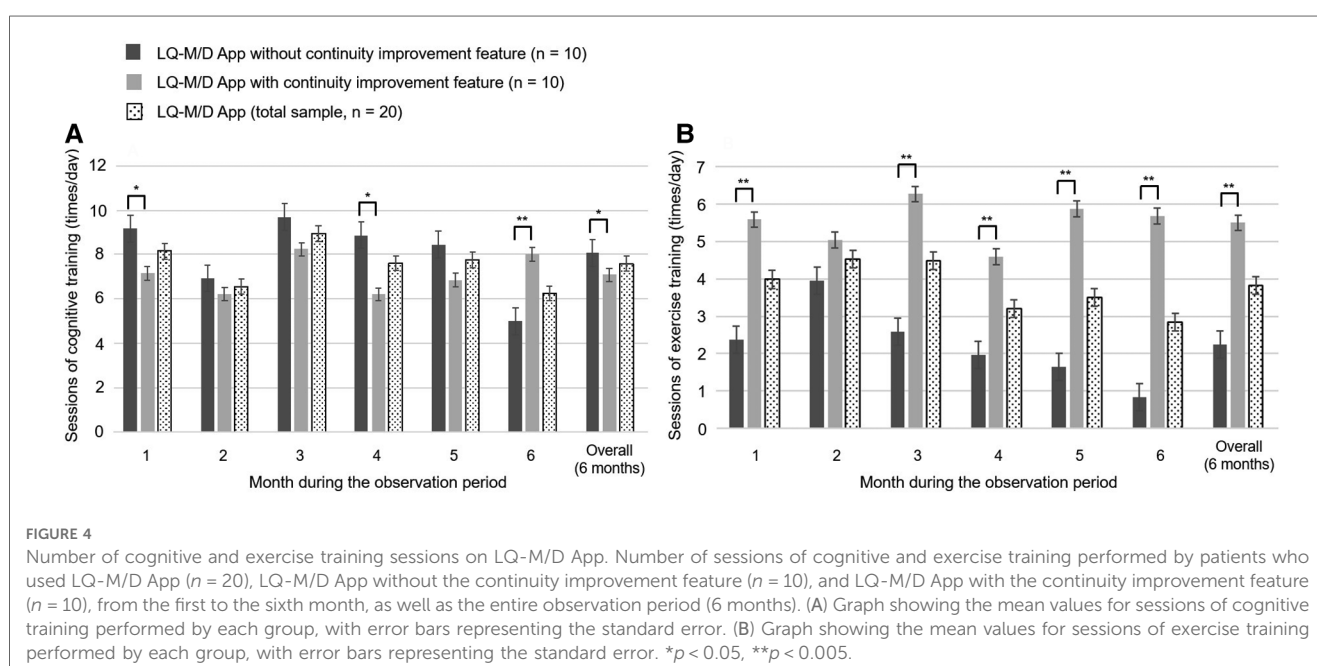 LQ-M/D App without continuity improvement feature (n = 10)
LQ-M/D App with continuity improvement feature (n = 10)
LQ-M/D App (total sample, n = 20)
A
Sessions of cognitive training (times/day)
12
10
8
6
4
2
0
*
*
**
*
1
2
3
4
5
6
Overall
(6 months)
Month during the observation period
B
Sessions of exercise training (times/day)
7
6
5
4
3
2
1
0
**
**
**
**
**
**
1
2
3
4
5
6
Overall
(6 months)
Month during the observation period
FIGURE 4
Number of cognitive and exercise training sessions on LQ-M/D App. Number of sessions of cognitive and exercise training performed by patients who
used LQ-M/D App (n = 20), LQ-M/D App without the continuity improvement feature (n = 10), and LQ-M/D App with the continuity improvement feature
(n = 10), from the first to the sixth month, as well as the entire observation period (6 months). (A) Graph showing the mean values for sessions of cognitive
training performed by each group, with error bars representing the standard error. (B) Graph showing the mean values for sessions of exercise training
performed by each group, with error bars representing the standard error. *p < 0.05, **p < 0.005.